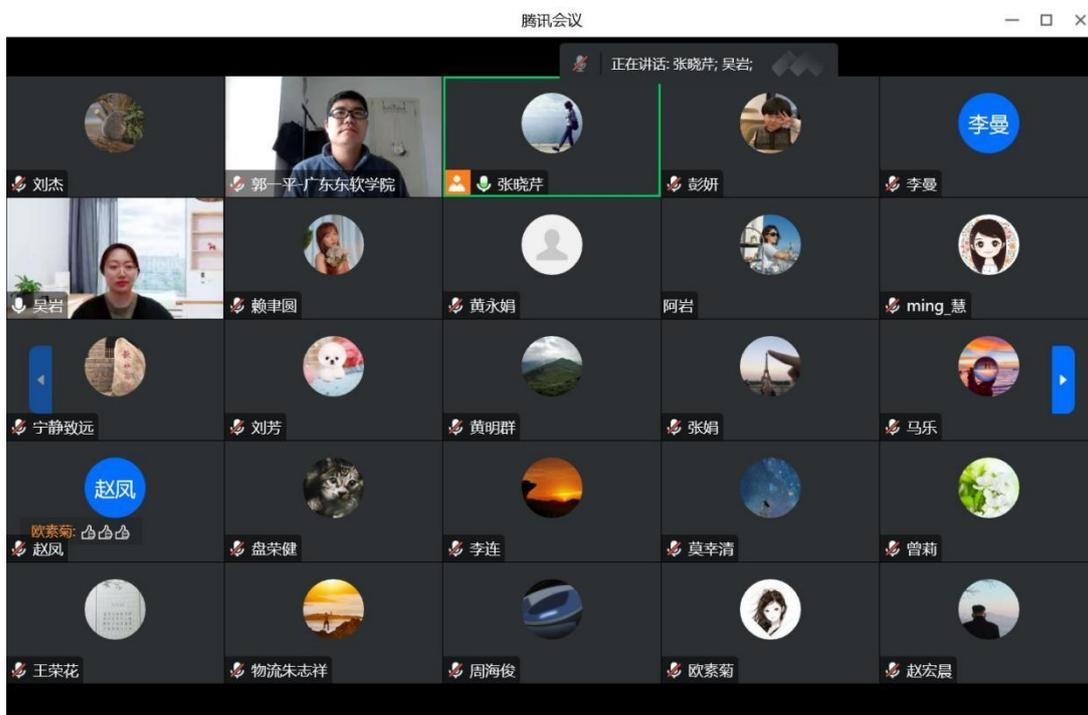 腾讯会议
正在讲话: 张晓芹; 吴岩;
刘杰
郭一平-广东东软学院
张晓芹
彭妍
李曼
李曼
吴岩
赖聿圆
黄永娟
阿岩
ming_慧
宁静致远
刘芳
黄明群
张娟
马乐
赵凤
欧素菊:
赵凤
盘荣健
李连
莫幸清
曾莉
王荣花
物流朱志祥
周海俊
欧素菊
赵宏晨